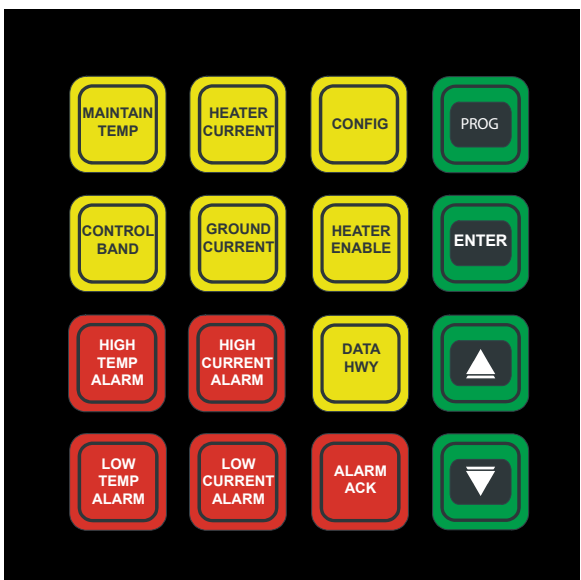 MAINTAIN
TEMP
HEATER
CURRENT
CONFIG
PROG
CONTROL
BAND
GROUND
CURRENT
HEATER
ENABLE
ENTER
HIGH
TEMP
ALARM
HIGH
CURRENT
ALARM
DATA
HWY
LOW
TEMP
ALARM
LOW
CURRENT
ALARM
ALARM
ACK